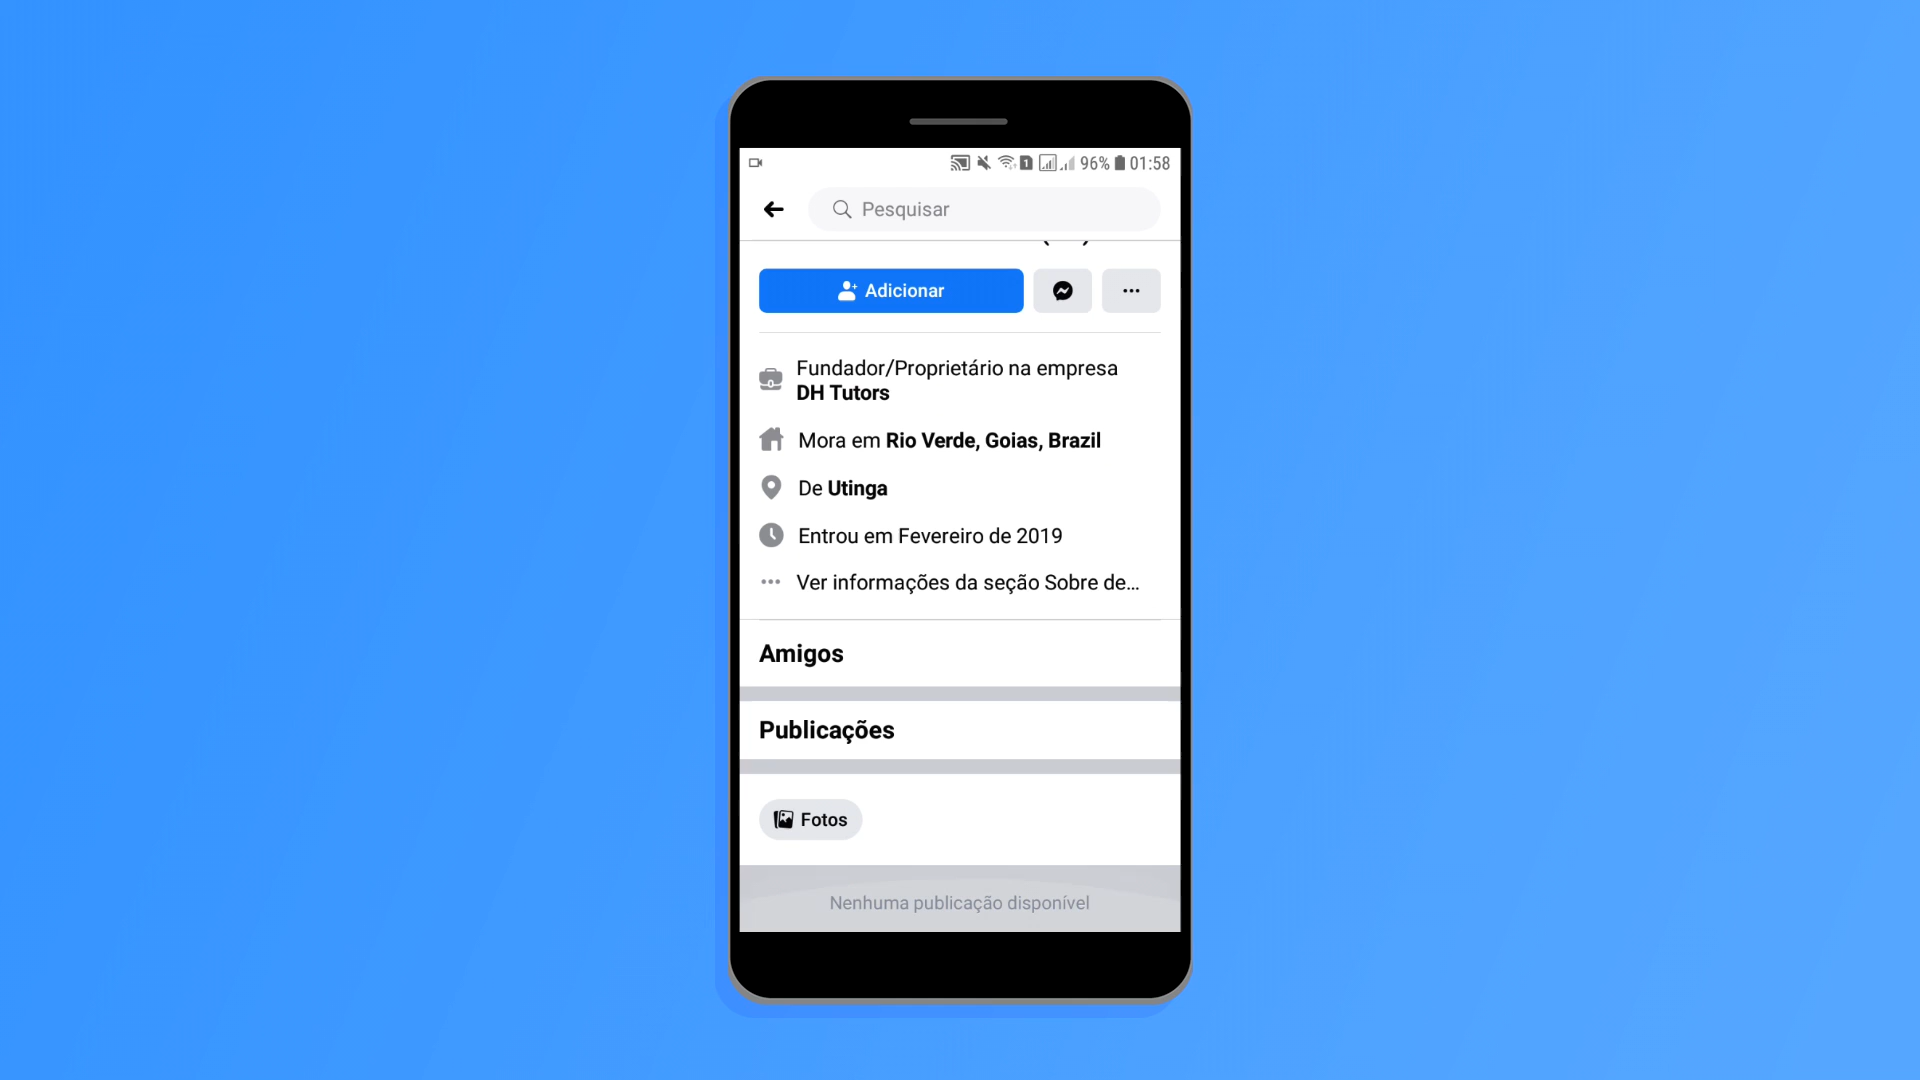 96% 01:58
Pesquisar
Adicionar
Fundador/Proprietário na empresa
DH Tutors
Mora em Rio Verde, Goias, Brazil
De Utinga
Entrou em Fevereiro de 2019
Ver informações da seção Sobre de...
Amigos
Publicações
Fotos
Nenhuma publicação disponível